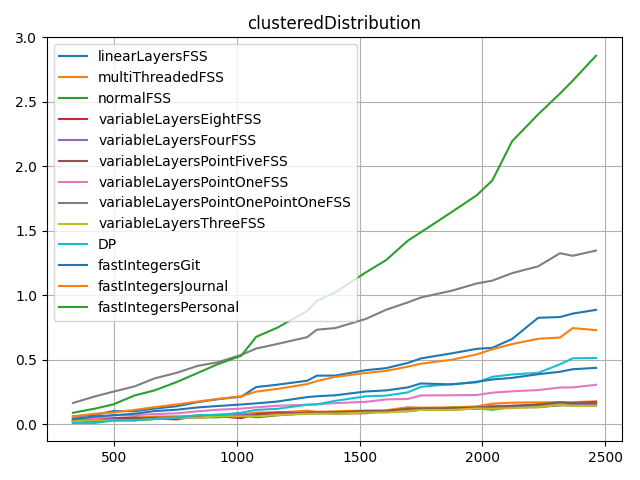 clusteredDistribution
3.0
2.5
2.0
1.5
1.0
0.5
0.0
linearLayersFSS
multiThreadedFSS
normalFSS
variableLayersEightFSS
variableLayersFourFSS
variableLayersPointFiveFSS
variableLayersPointOneFSS
variableLayersPointOnePointOneFSS
variableLayersThreeFSS
DP
fastIntegersGit
fastIntegersJournal
fastIntegersPersonal
500 1000 1500 2000 2500